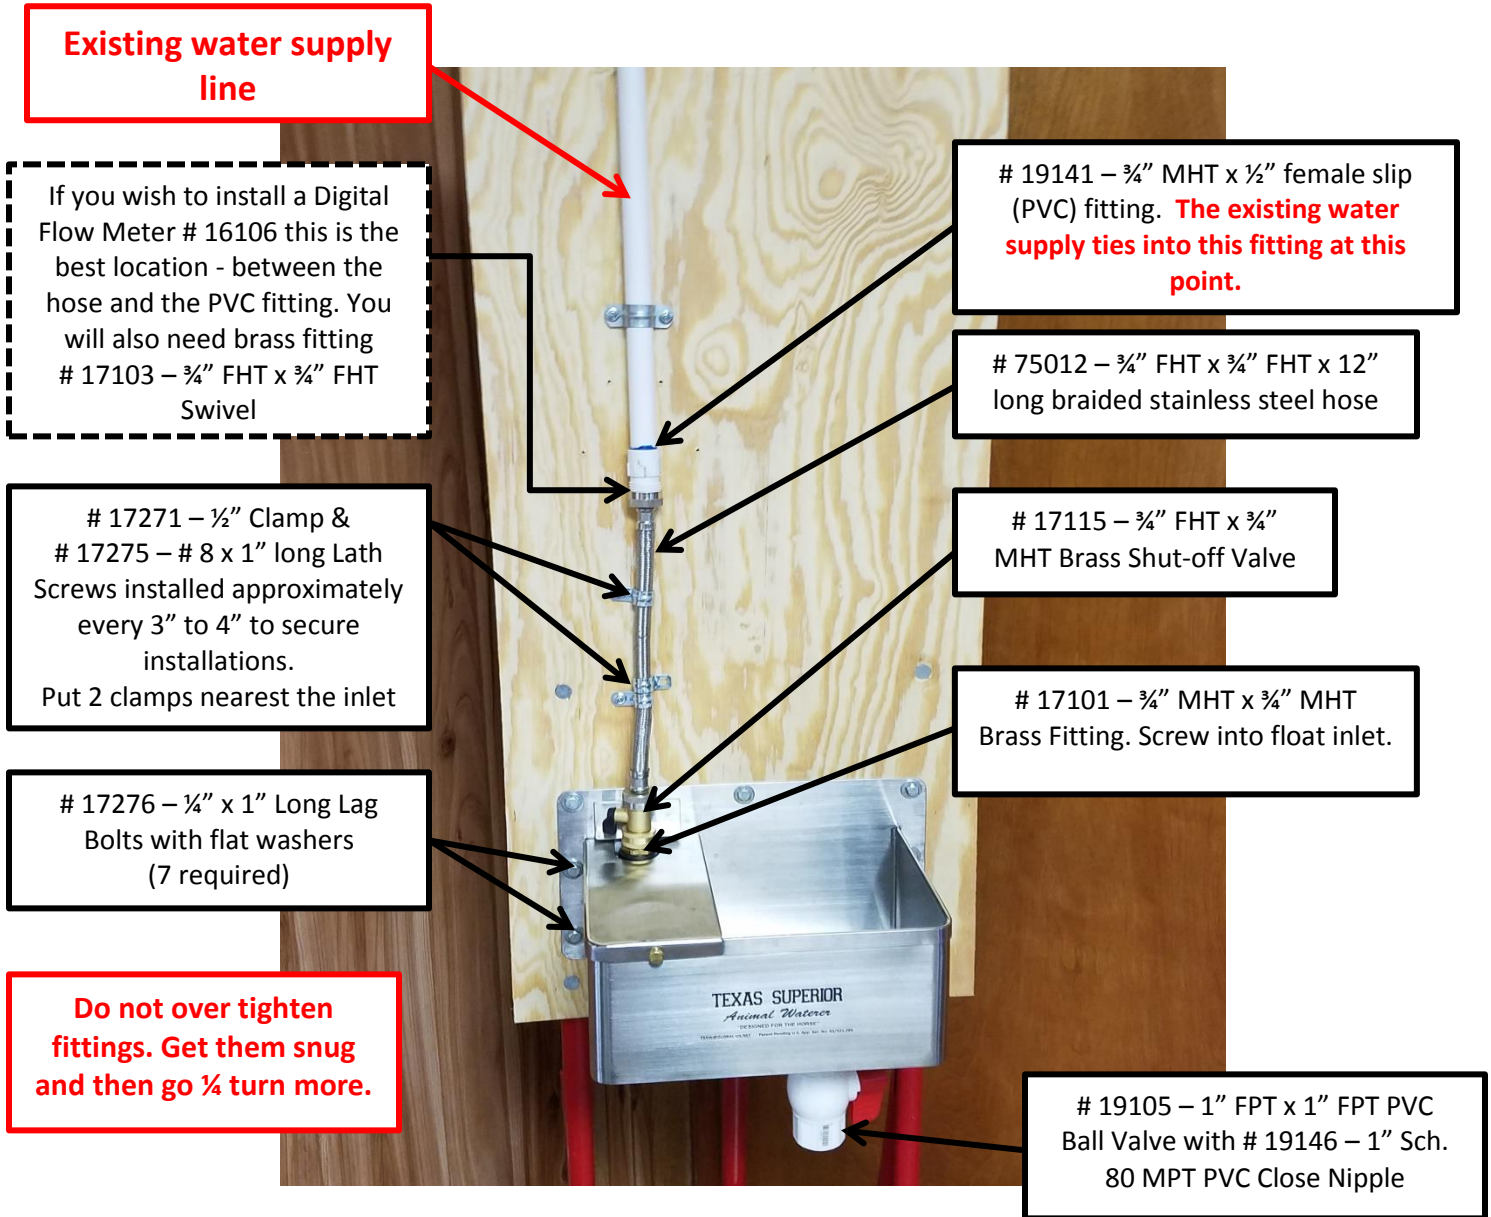 Existing water supply
line
If you wish to install a Digital
Flow Meter # 16106 this is the
best location - between the
hose and the PVC fitting. You
will also need brass fitting
# 17103 – ¾” FHT x ¾” FHT
Swivel
# 17271 – ½” Clamp &
# 17275 – # 8 x 1” long Lath
Screws installed approximately
every 3” to 4” to secure
installations.
Put 2 clamps nearest the inlet
# 17276 – ¼” x 1” Long Lag
Bolts with flat washers
(7 required)
Do not over tighten
fittings. Get them snug
and then go ¼ turn more.
# 19141 – ¾” MHT x ½” female slip
(PVC) fitting. The existing water
supply ties into this fitting at this
point.
# 75012 – ¾” FHT x ¾” FHT x 12”
long braided stainless steel hose
# 17115 – ¾” FHT x ¾”
MHT Brass Shut-off Valve
# 17101 – ¾” MHT x ¾” MHT
Brass Fitting. Screw into float inlet.
TEXAS SUPERIOR
Animal Waterer
"DESIGNED FOR THE HORSE"
# 19105 – 1” FPT x 1” FPT PVC
Ball Valve with # 19146 – 1” Sch.
80 MPT PVC Close Nipple